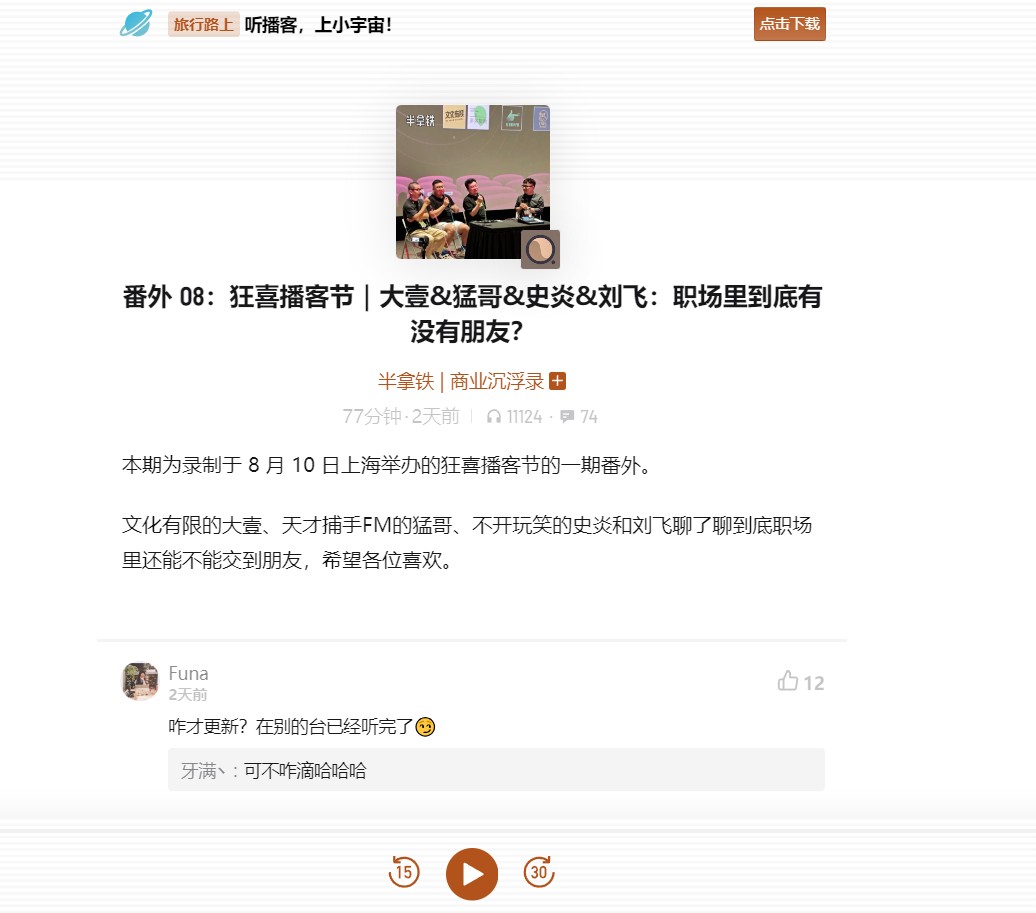 旅行路上 听播客，上小宇宙！
点击下载
半拿铁
番外 08：狂喜播客节｜大壹&猛哥&史炎&刘飞：职场里到底有
没有朋友？
半拿铁 | 商业沉浮录
77分钟·2天前 11124 · 74
本期为录制于 8 月 10 日上海举办的狂喜播客节的一期番外。
文化有限的大壹、天才捕手FM的猛哥、不开玩笑的史炎和刘飞聊了聊到底职场
里还能不能交到朋友，希望各位喜欢。
Funa
12
2天前
咋才更新？在别的台已经听完了😏
牙满丶：可不咋滴哈哈哈
15 30